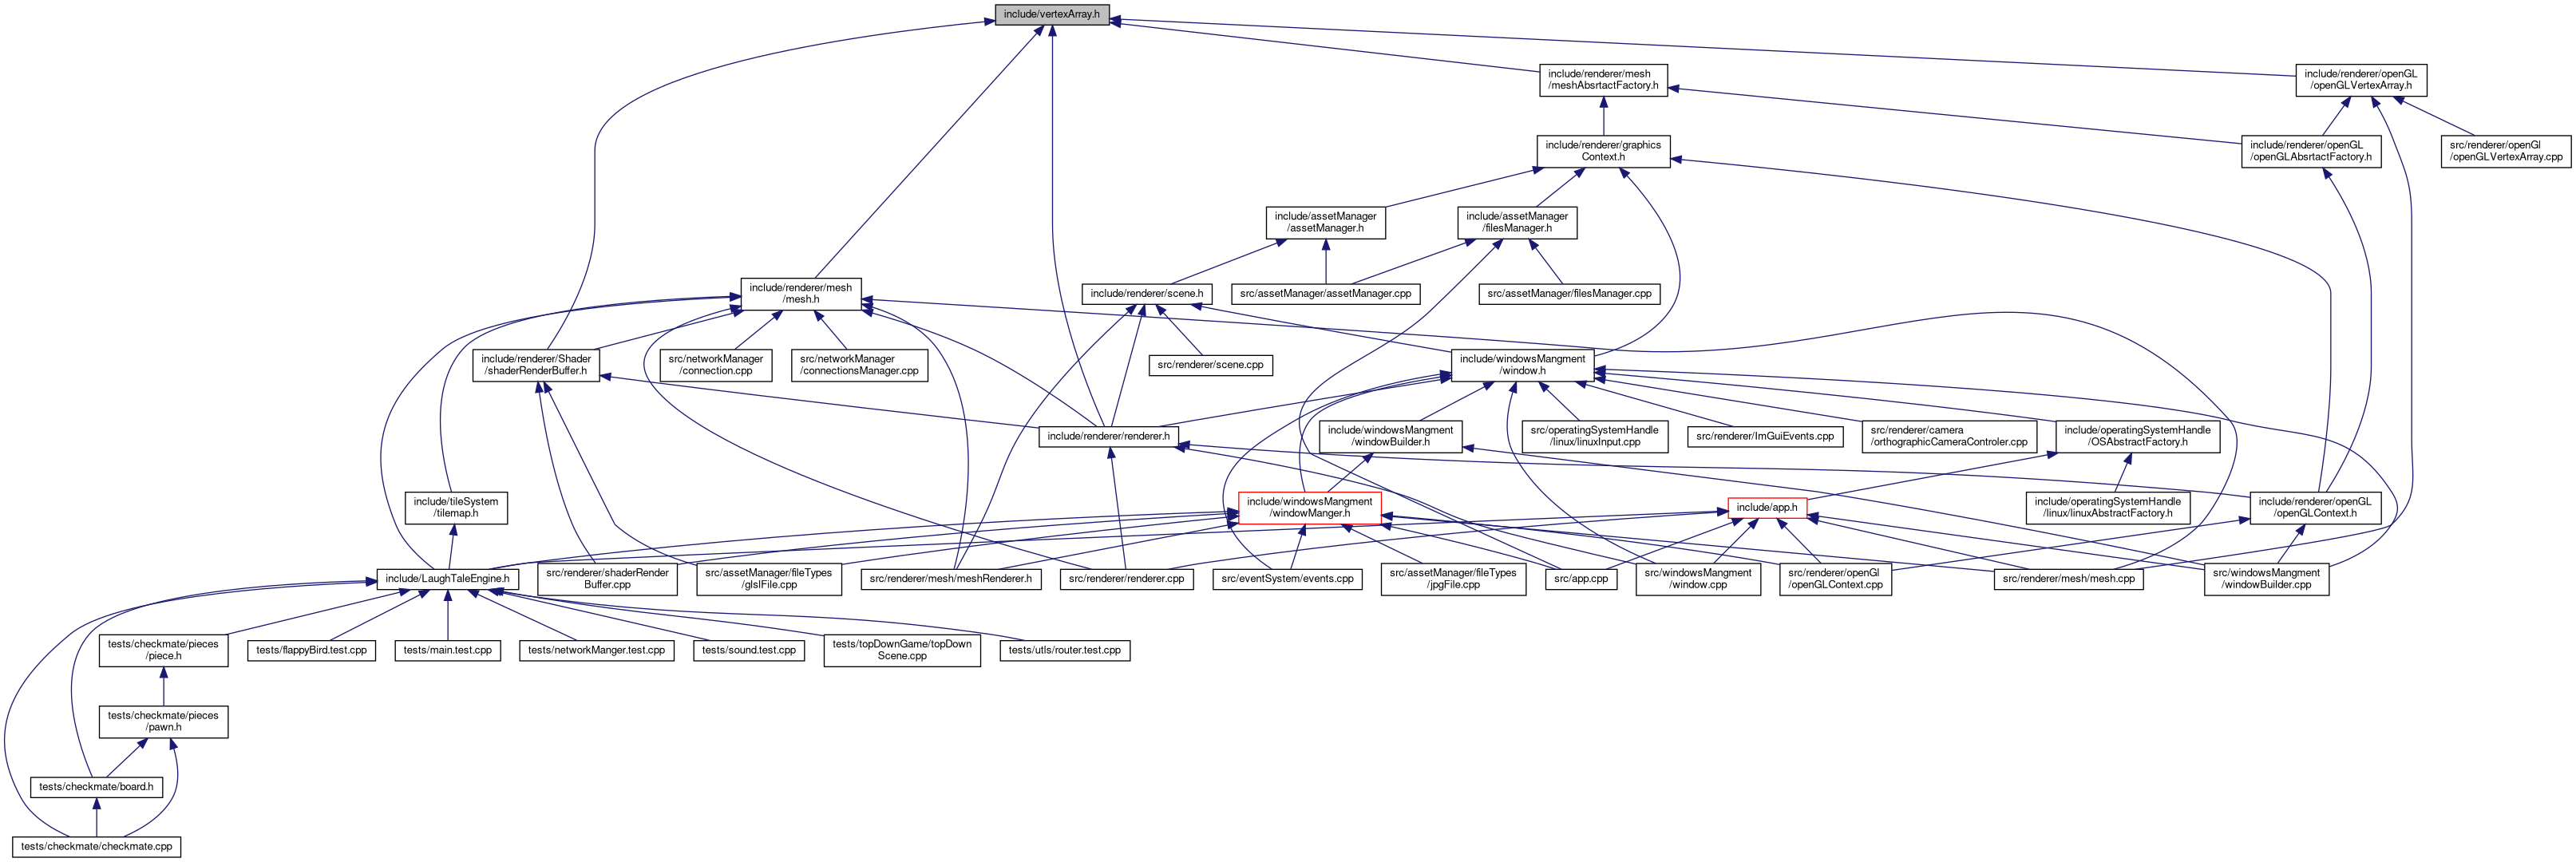 include/vertexArray.h
include/renderer/mesh
/meshAbsrtactFactory.h
include/renderer/openGL
/openGLVertexArray.h
include/renderer/graphics
Context.h
include/renderer/openGL
/openGLAbsrtactFactory.h
src/renderer/openGl
/openGLVertexArray.cpp
include/assetManager
/assetManager.h
include/assetManager
/filesManager.h
include/renderer/mesh
/mesh.h
include/renderer/scene.h
src/assetManager/assetManager.cpp
src/assetManager/filesManager.cpp
include/renderer/Shader
/shaderRenderBuffer.h
src/networkManager
/connection.cpp
src/networkManager
/connectionsManager.cpp
src/renderer/scene.cpp
include/windowsMangment
/window.h
include/renderer/renderer.h
include/windowsMangment
/windowBuilder.h
src/operatingSystemHandle
/linux/linuxInput.cpp
src/renderer/ImGuiEvents.cpp
src/renderer/camera
/orthographicCameraControler.cpp
include/operatingSystemHandle
/OSAbstractFactory.h
include/tileSystem
/tilemap.h
include/windowsMangment
/windowManger.h
include/app.h
include/operatingSystemHandle
/linux/linuxAbstractFactory.h
include/renderer/openGL
/openGLContext.h
include/LaughTaleEngine.h
src/renderer/shaderRender
Buffer.cpp
src/assetManager/fileTypes
/glslFile.cpp
src/renderer/mesh/meshRenderer.h
src/renderer/renderer.cpp
src/eventSystem/events.cpp
src/assetManager/fileTypes
/jpgFile.cpp
src/app.cpp
src/windowsMangment
/window.cpp
src/renderer/openGl
/openGLContext.cpp
src/renderer/mesh/mesh.cpp
src/windowsMangment
/windowBuilder.cpp
tests/checkmate/pieces
/piece.h
tests/flappyBird.test.cpp
tests/main.test.cpp
tests/networkManger.test.cpp
tests/sound.test.cpp
tests/topDownGame/topDown
Scene.cpp
tests/utls/router.test.cpp
tests/checkmate/pieces
/pawn.h
tests/checkmate/board.h
tests/checkmate/checkmate.cpp